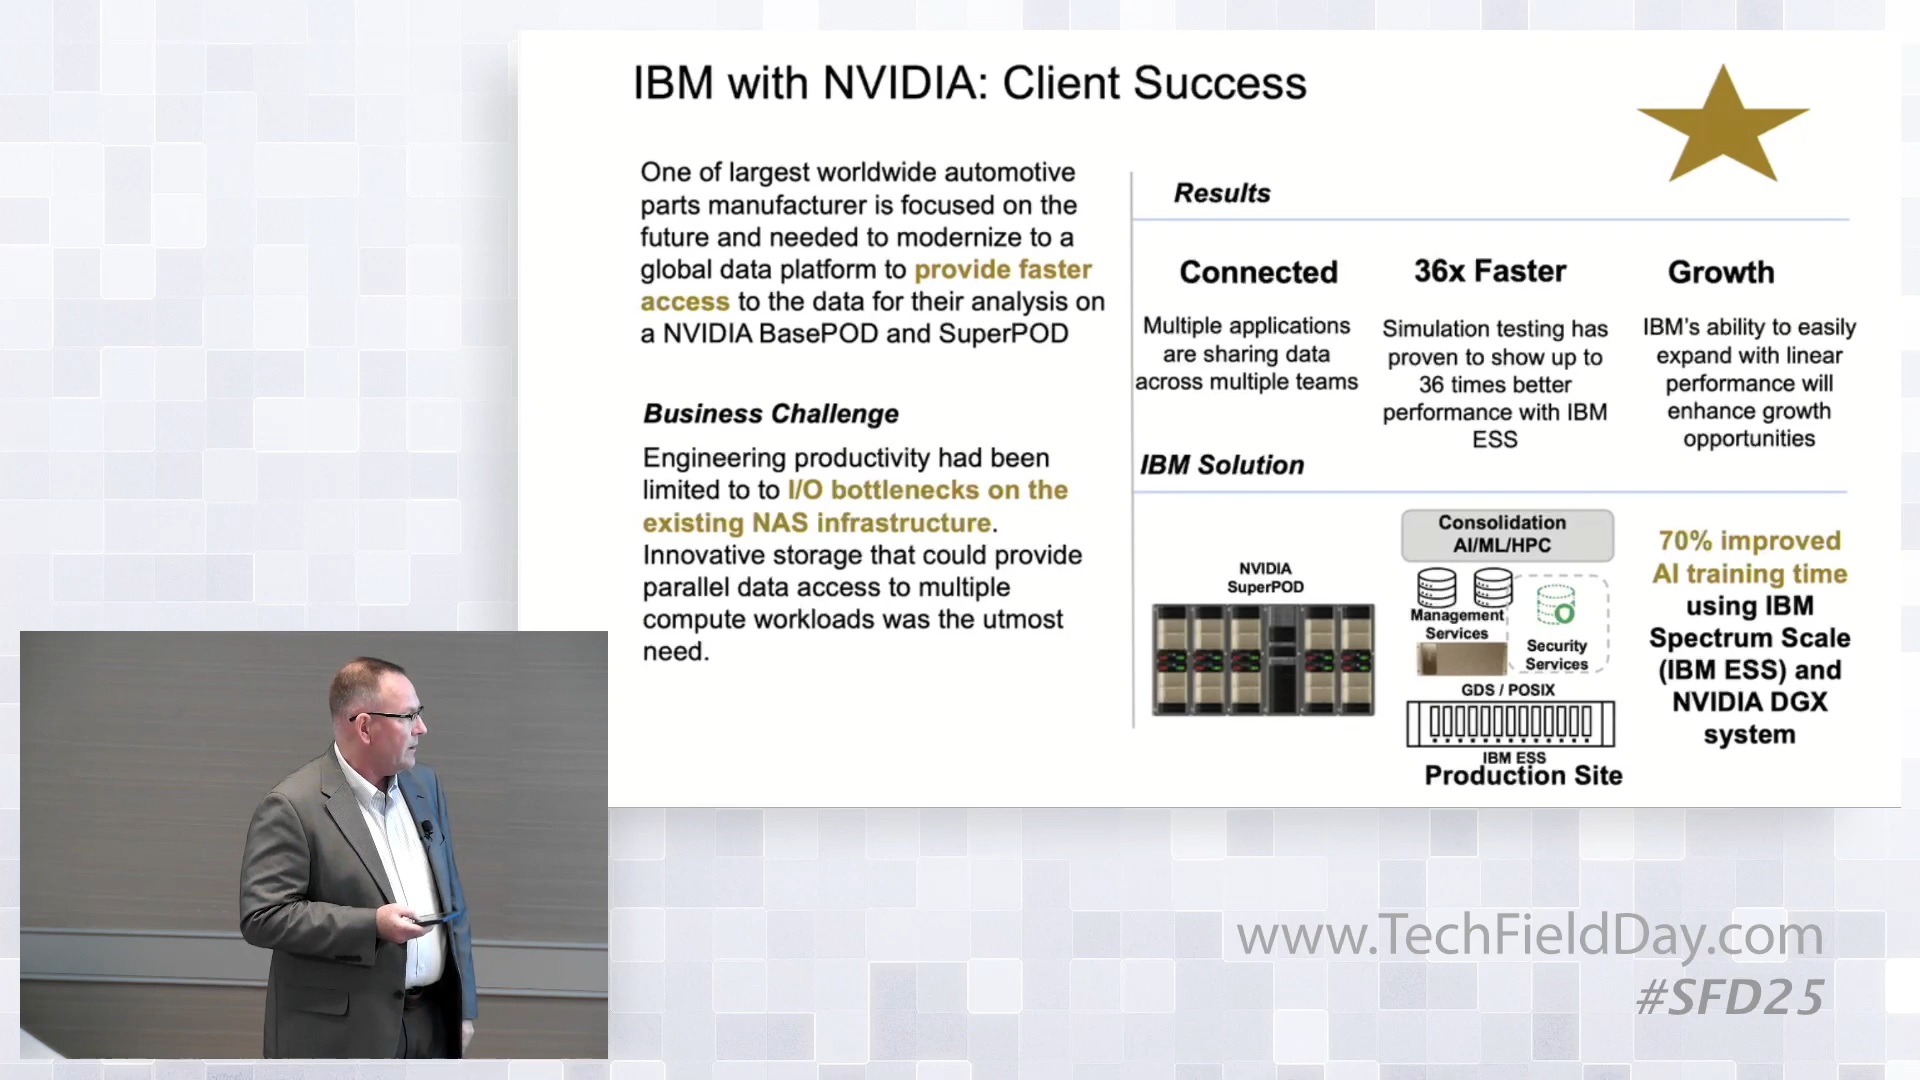 IBM with NVIDIA: Client Success
One of largest worldwide automotive
parts manufacturer is focused on the
future and needed to modernize to a
global data platform to provide faster
access to the data for their analysis on
a NVIDIA BasePOD and SuperPOD
Business Challenge
Engineering productivity had been
limited to to I/O bottlenecks on the
existing NAS infrastructure.
Innovative storage that could provide
parallel data access to multiple
compute workloads was the utmost
need.
Results
Connected
Multiple applications
are sharing data
across multiple teams
36x Faster
Simulation testing has
proven to show up to
36 times better
performance with IBM
ESS
Growth
IBM's ability to easily
expand with linear
performance will
enhance growth
opportunities
IBM Solution
NVIDIA
SuperPOD
Consolidation
AI/ML/HPC
Management
Services
Security
Services
GDS / POSIX
IBM ESS
Production Site
70% improved
AI training time
using IBM
Spectrum Scale
(IBM ESS) and
NVIDIA DGX
system
www.TechFieldDay.com
#SFD25